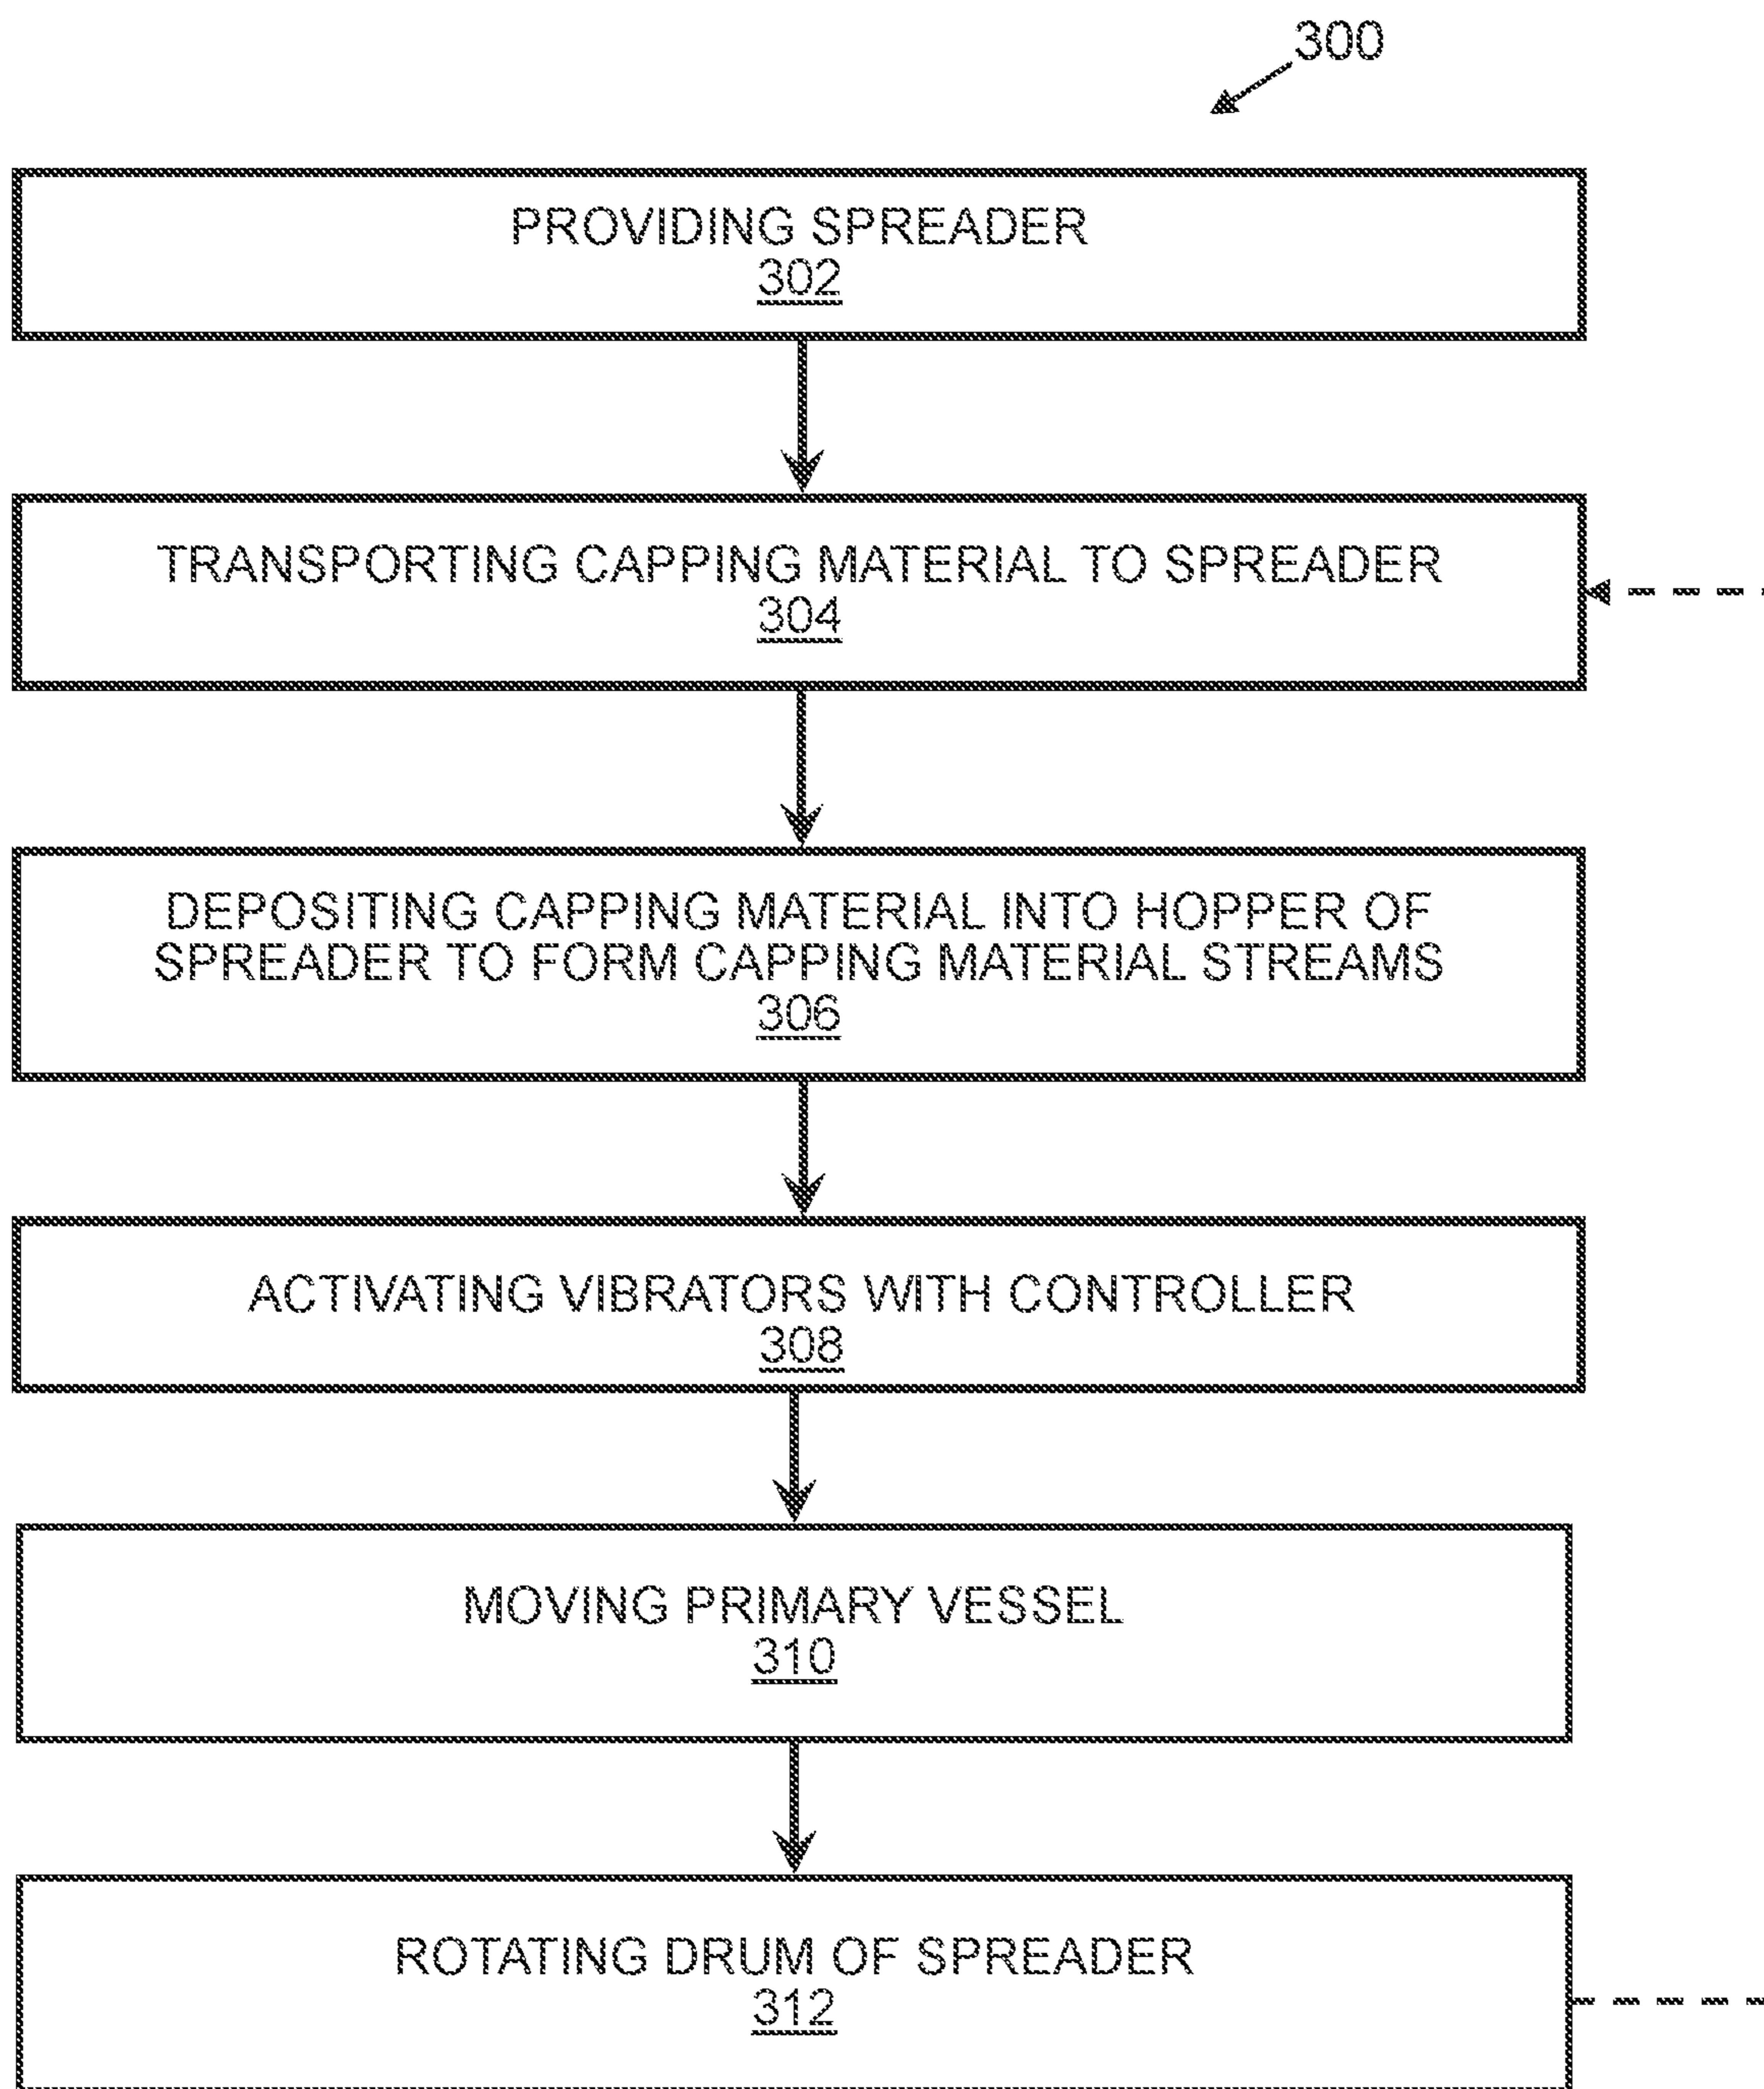 300
PROVIDING SPREADER
302
TRANSPORTING CAPPING MATERIAL TO SPREADER
304
DEPOSITING CAPPING MATERIAL INTO HOPPER OF
SPREADER TO FORM CAPPING MATERIAL STREAMS
306
ACTIVATING VIBRATORS WITH CONTROLLER
308
MOVING PRIMARY VESSEL
310
ROTATING DRUM OF SPREADER
312